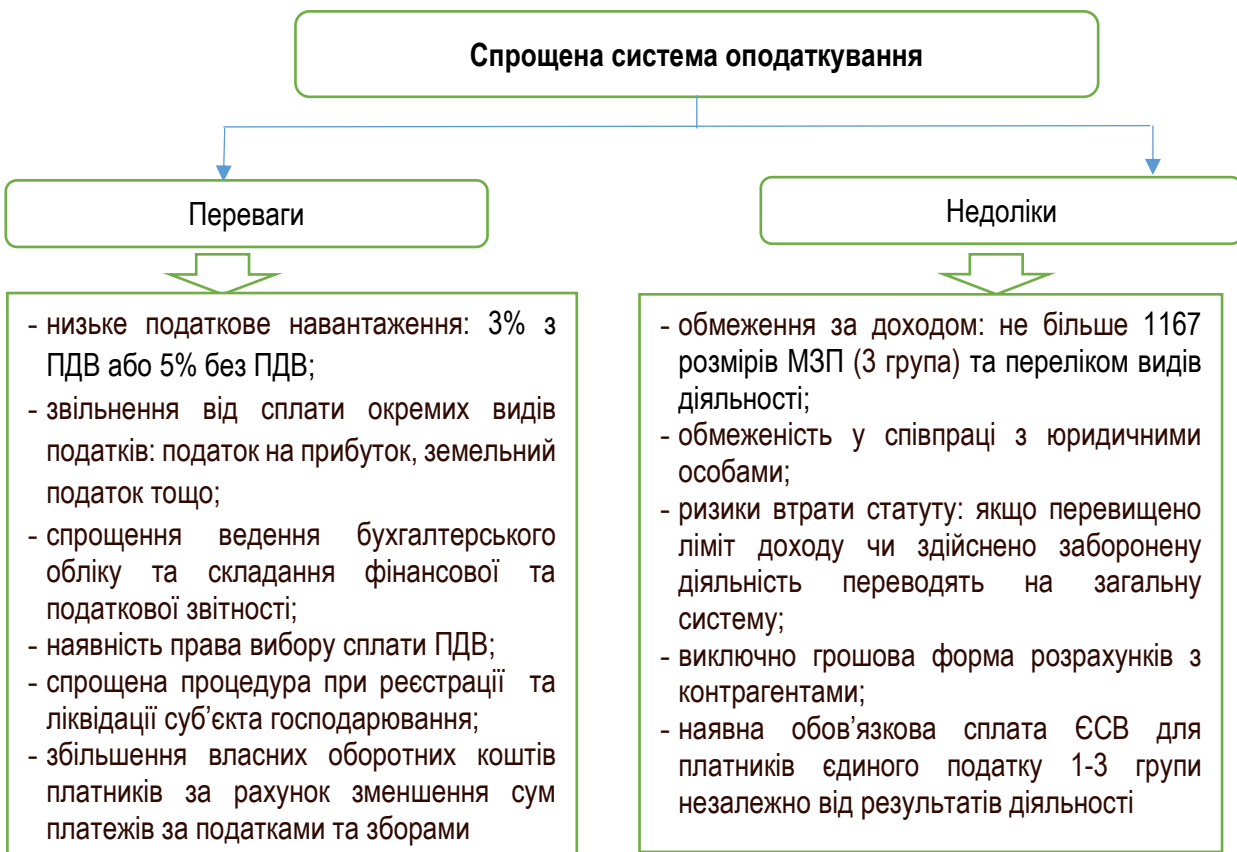 Спрощена система оподаткування
Переваги
- низьке податкове навантаження: 3% з
ПДВ або 5% без ПДВ;
- звільнення від сплати окремих видів
податків: податок на прибуток, земельний
податок тощо;
- спрощення ведення бухгалтерського
обліку та складання фінансової та
податкової звітності;
- наявність права вибору сплати ПДВ;
- спрощена процедура при реєстрації та
ліквідації суб’єкта господарювання;
- збільшення власних оборотних коштів
платників за рахунок зменшення сум
платежів за податками та зборами
Недоліки
- обмеження за доходом: не більше 1167
розмірів МЗП (3 група) та переліком видів
діяльності;
- обмеженість у співпраці з юридичними
особами;
- ризики втрати статуту: якщо перевищено
ліміт доходу чи здійснено заборонену
діяльність переводять на загальну
систему;
- виключно грошова форма розрахунків з
контрагентами;
- наявна обов’язкова сплата ЄСВ для
платників єдиного податку 1-3 групи
незалежно від результатів діяльності